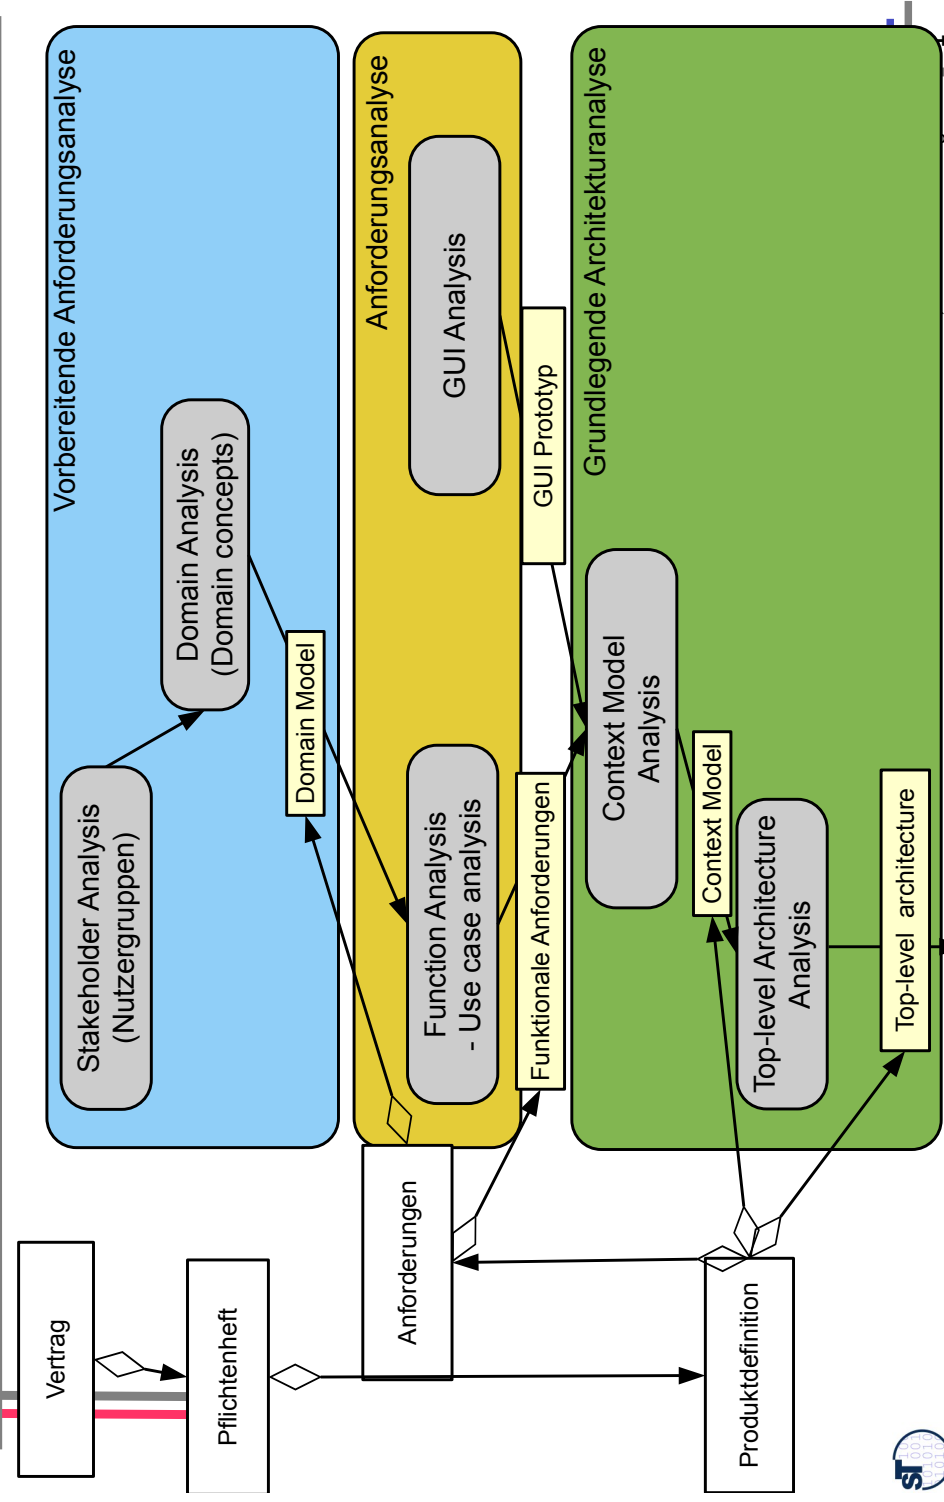 Vertrag
Pflichtenheft
Anforderungen
Produktdefinition
Vorbereitende Anforderungsanalyse
Stakeholder Analysis
(Nutzergruppen)
Domain Analysis
(Domain concepts)
Domain Model
Anforderungsanalyse
Function Analysis
- Use case analysis
GUI Analysis
Funktionale Anforderungen
GUI Prototyp
Grundlegende Architekturanalyse
Context Model
Analysis
Context Model
Top-level Architecture
Analysis
Top-level architecture
ST